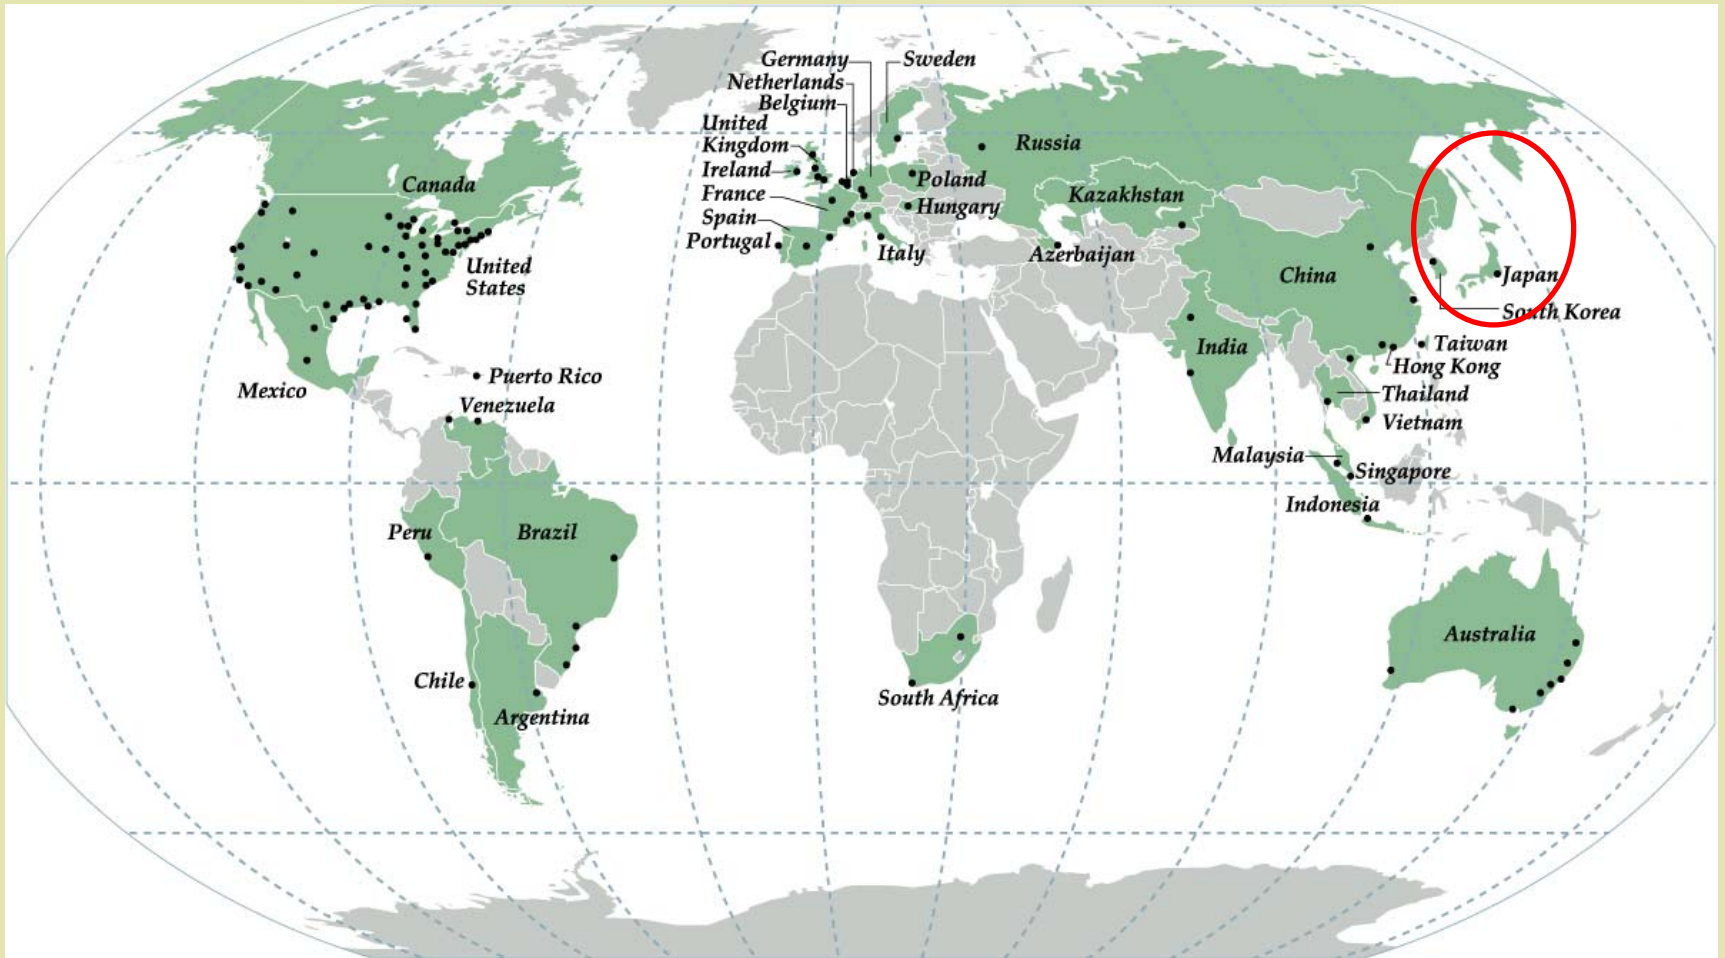 Germany
Sweden
Netherlands
Belgium
United
Kingdom
Ireland
France
Spain
Portugal
Italy
Poland
Hungary
Russia
Kazakhstan
Azerbaijan
China
Japan
South Korea
Taiwan
Hong Kong
Thailand
Vietnam
India
Malaysia
Singapore
Indonesia
Canada
United
States
Mexico
Puerto Rico
Venezuela
Peru
Brazil
Chile
Argentina
South Africa
Australia